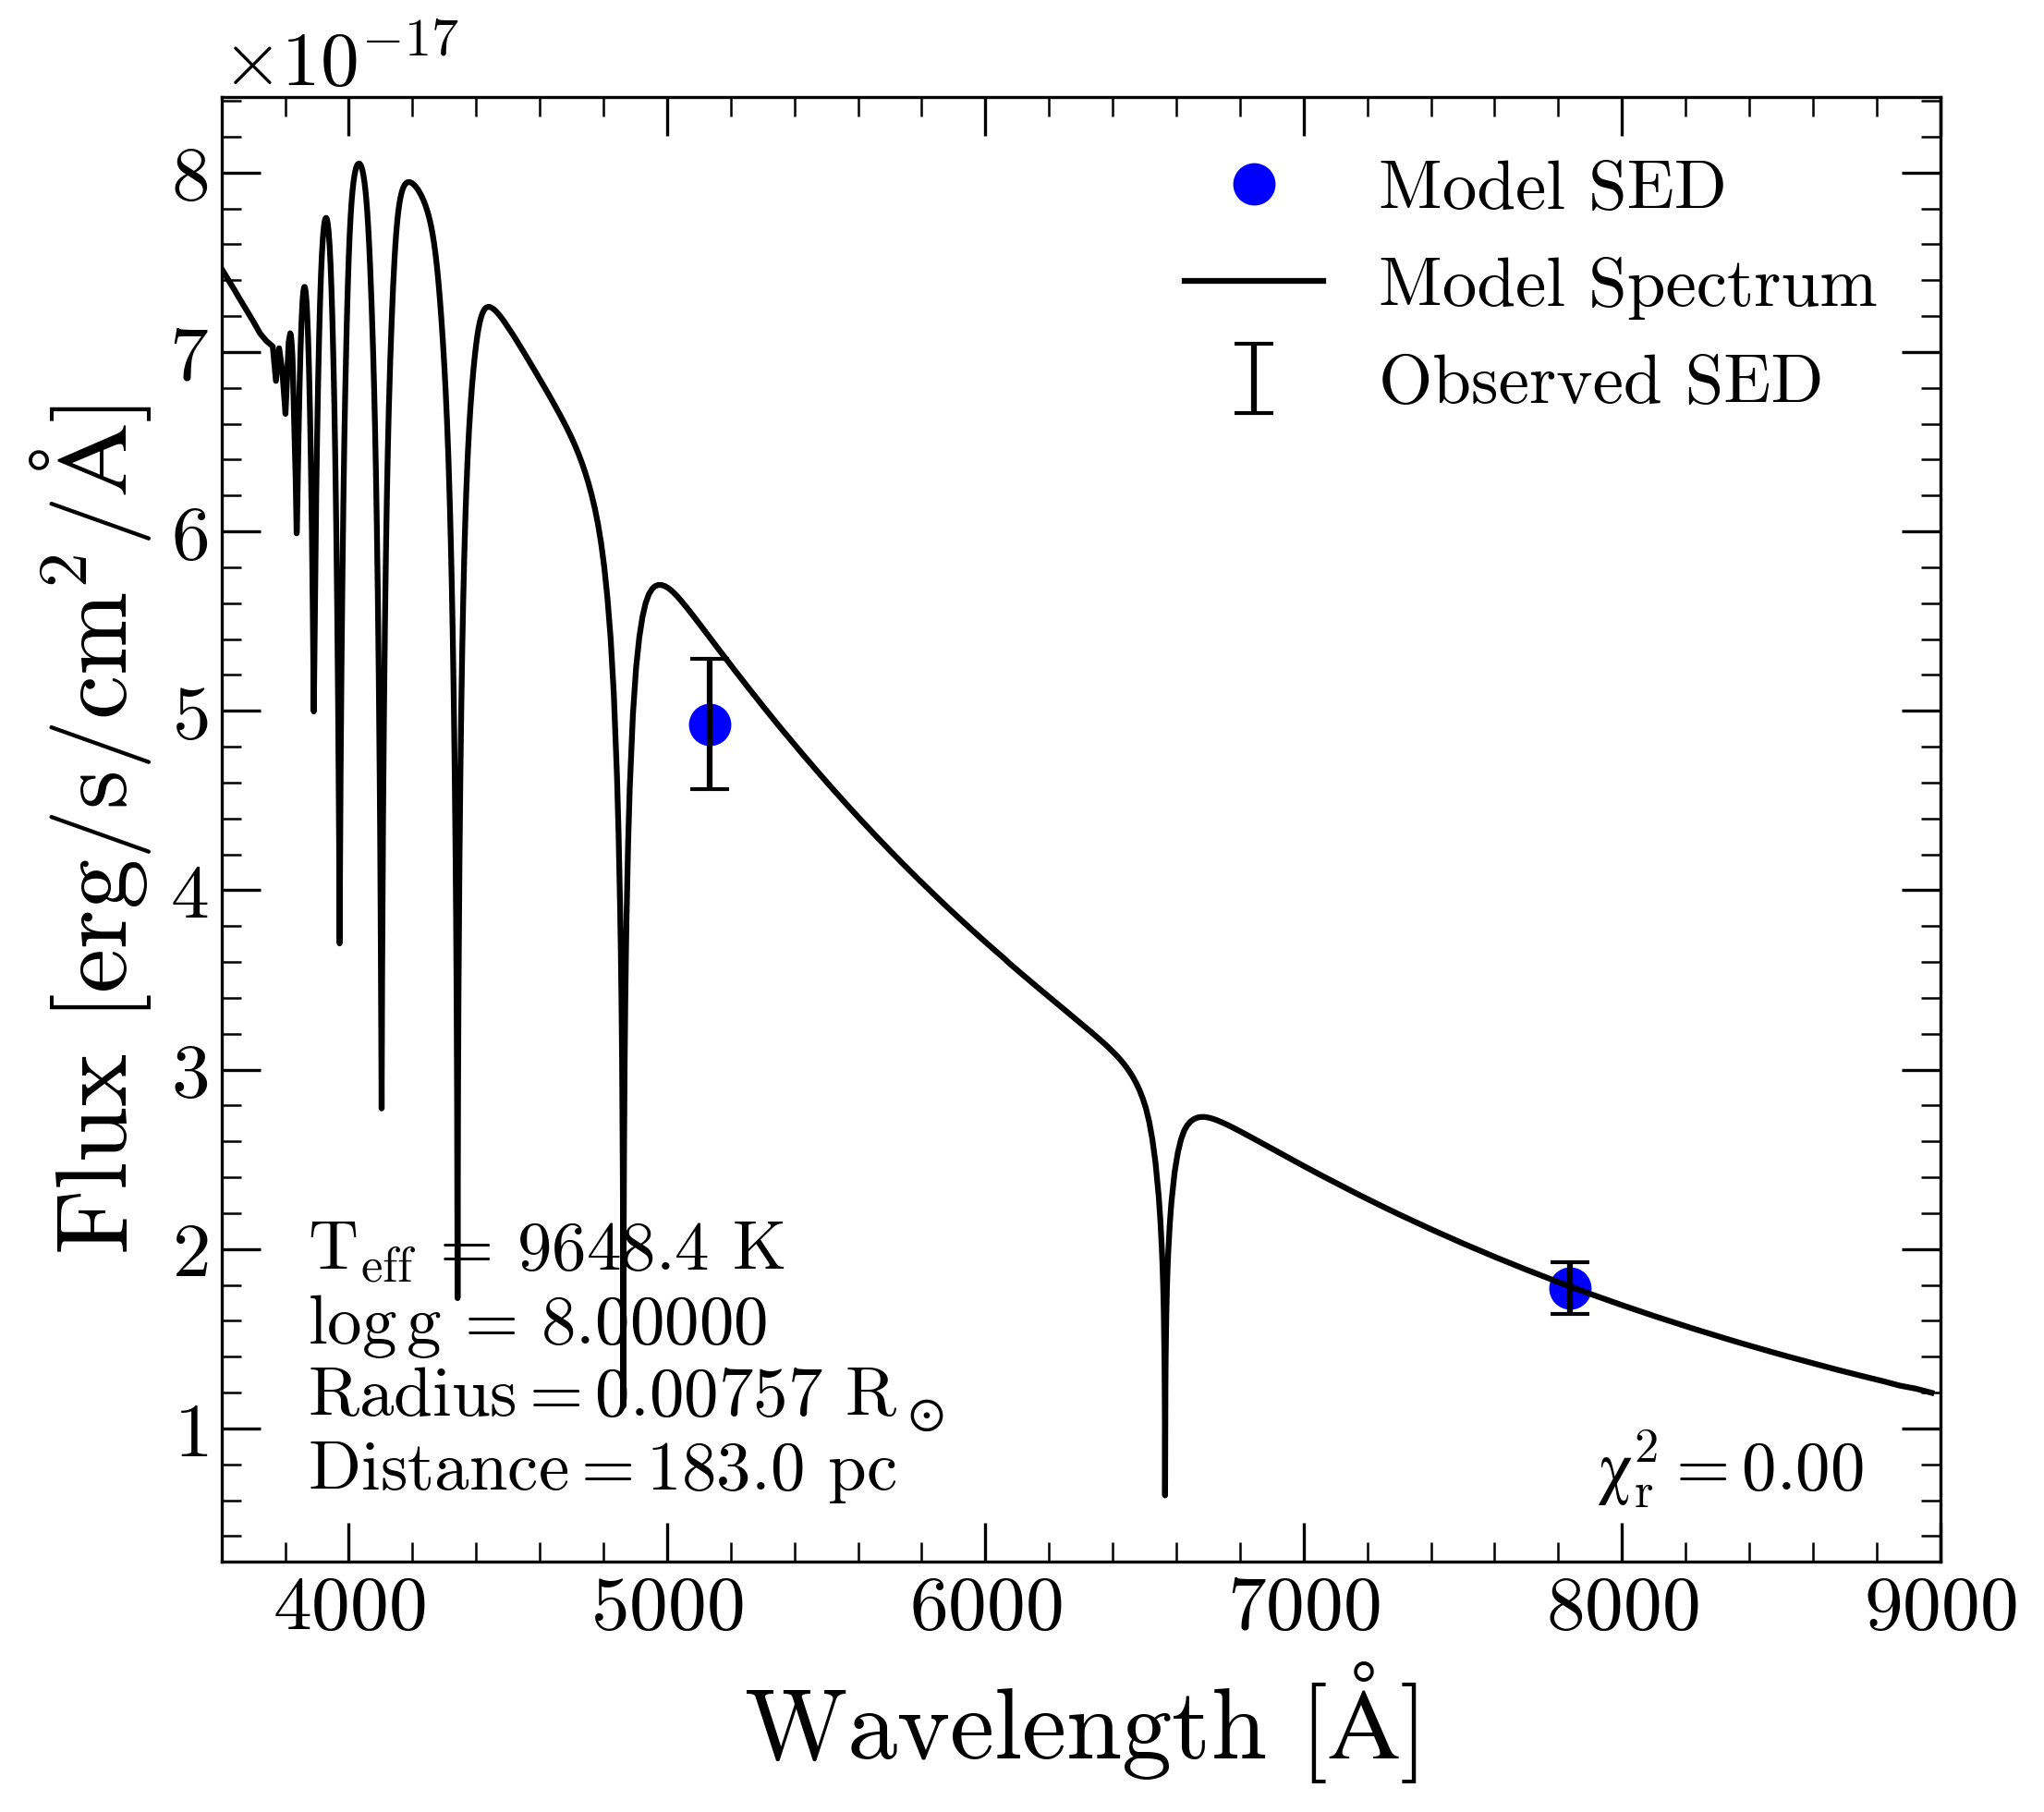 ×10⁻¹⁷
Model SED
Model Spectrum
Observed SED
8
7
6
5
4
3
2
1
Flux [erg/s/cm²/Å]
T_eff = 9648.4 K
log g = 8.00000
Radius = 0.00757 R_⊙
Distance = 183.0 pc
χ_r² = 0.00
4000 5000 6000 7000 8000 9000
Wavelength [Å]